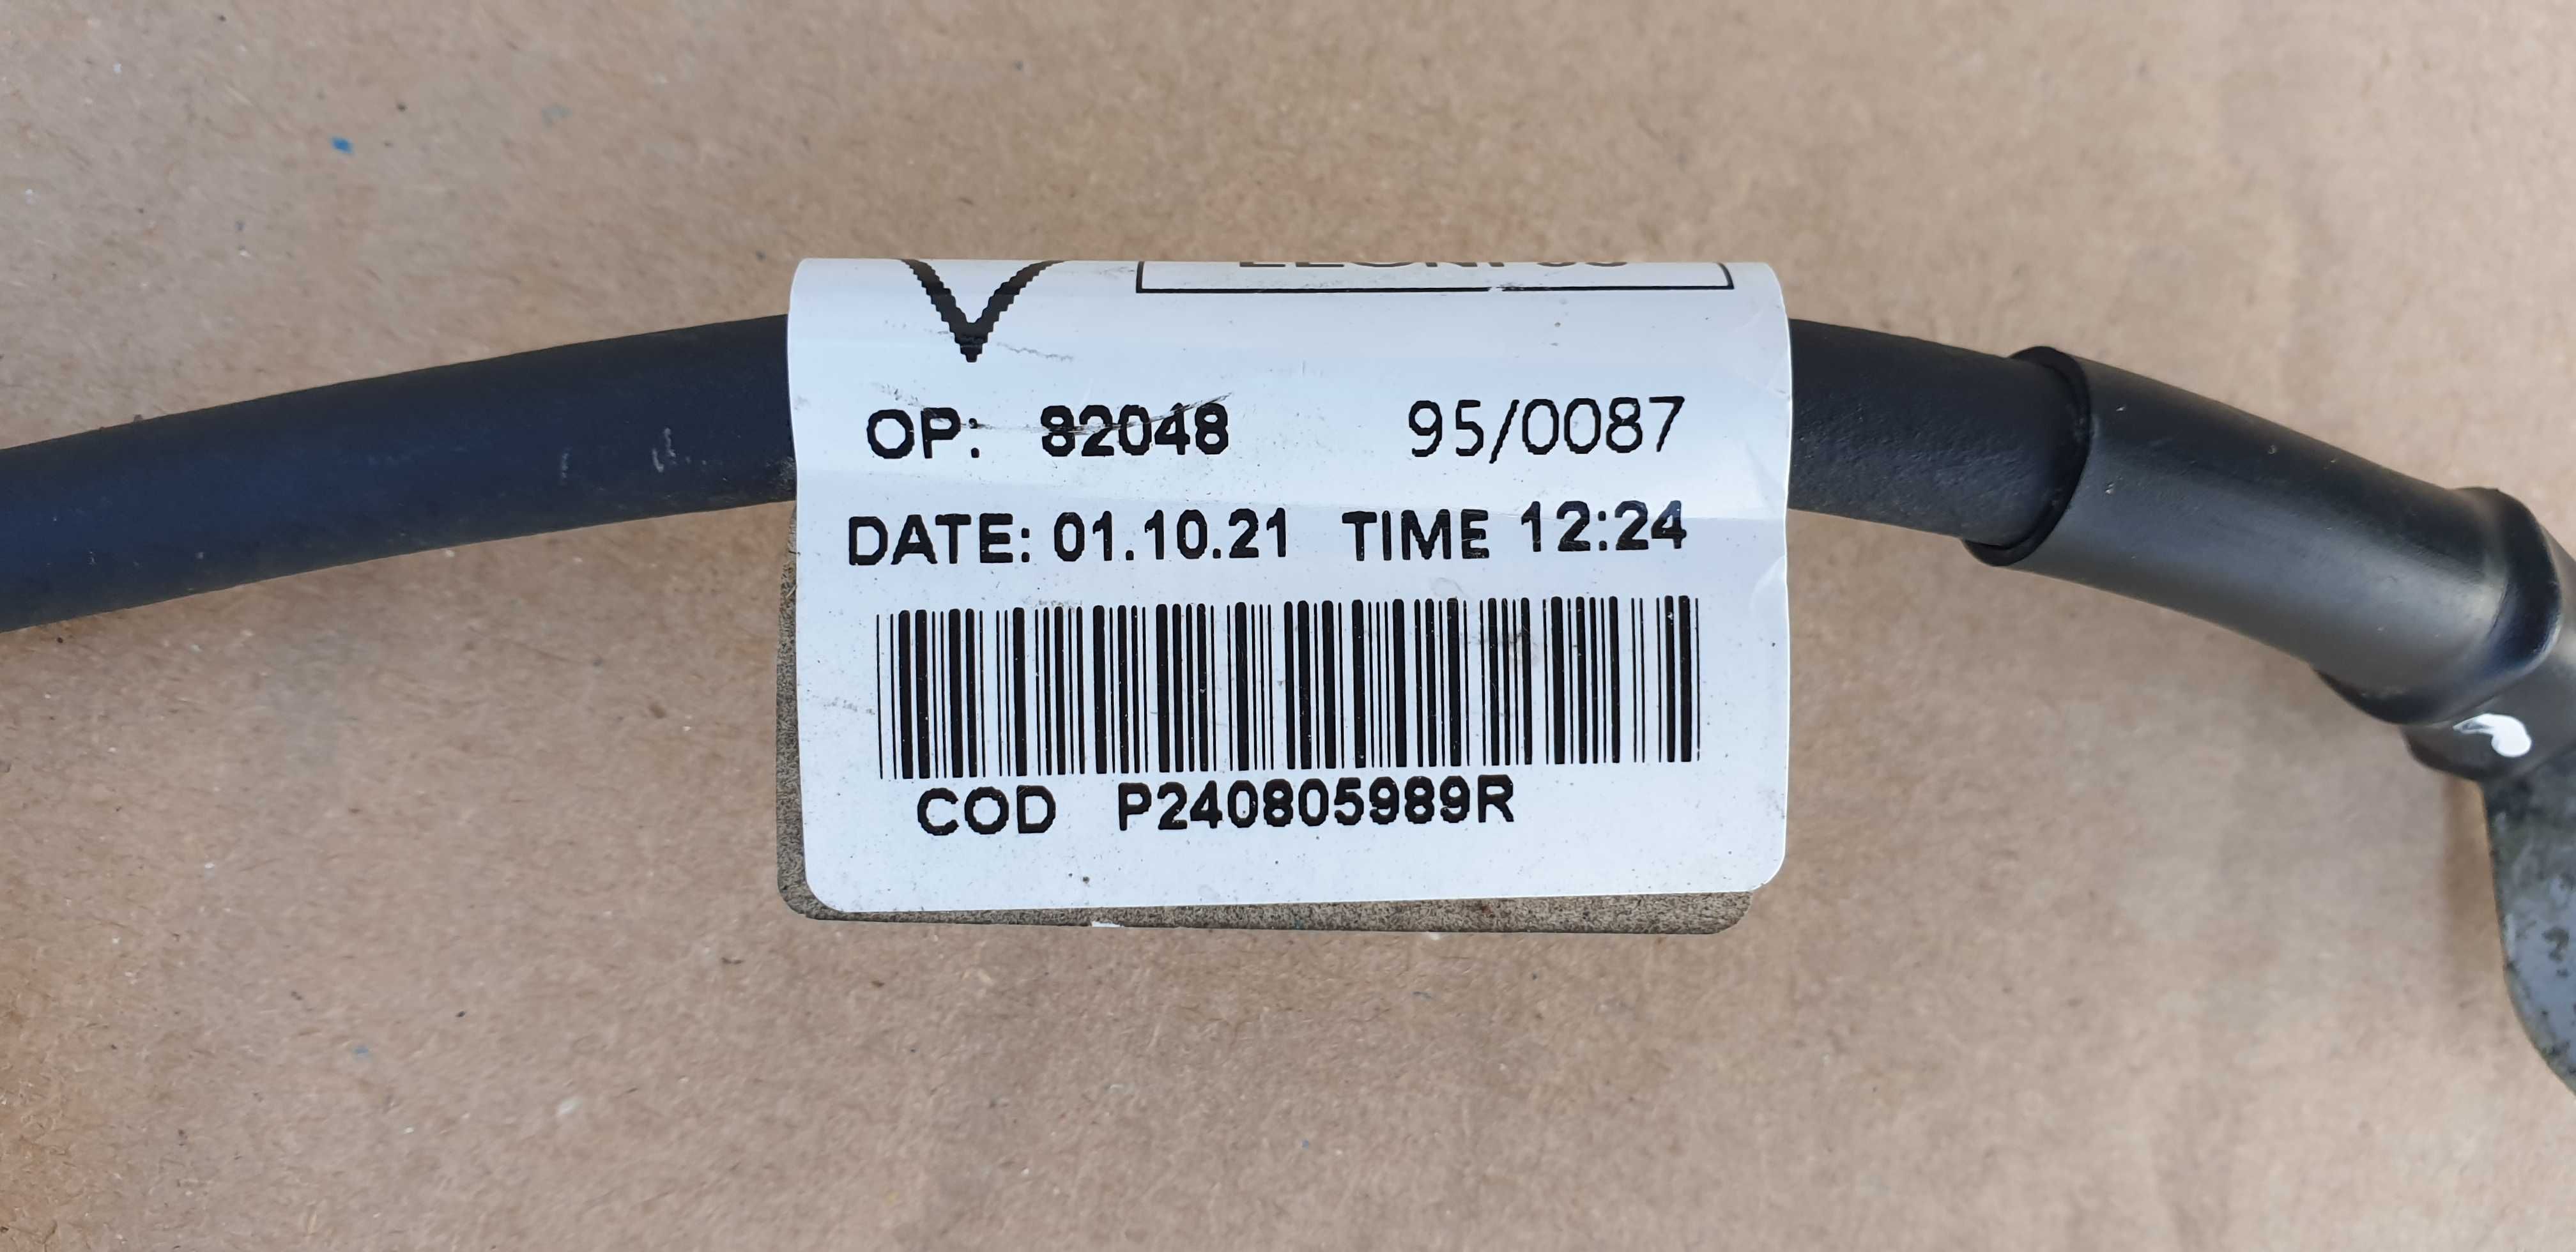 OP: 82048 95/0087
DATE: 01.10.21 TIME 12:24
COD P240805989R